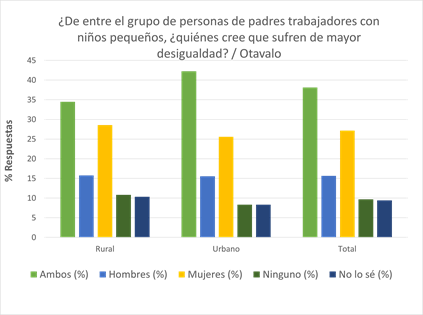 ¿De entre el grupo de personas de padres trabajadores con
niños pequeños, ¿quiénes cree que sufren de mayor
desigualdad? / Otavalo
% Respuestas
45
40
35
30
25
20
15
10
5
0
Rural Urbano Total
Ambos (%) Hombres (%) Mujeres (%) Ninguno (%) No lo sé (%)